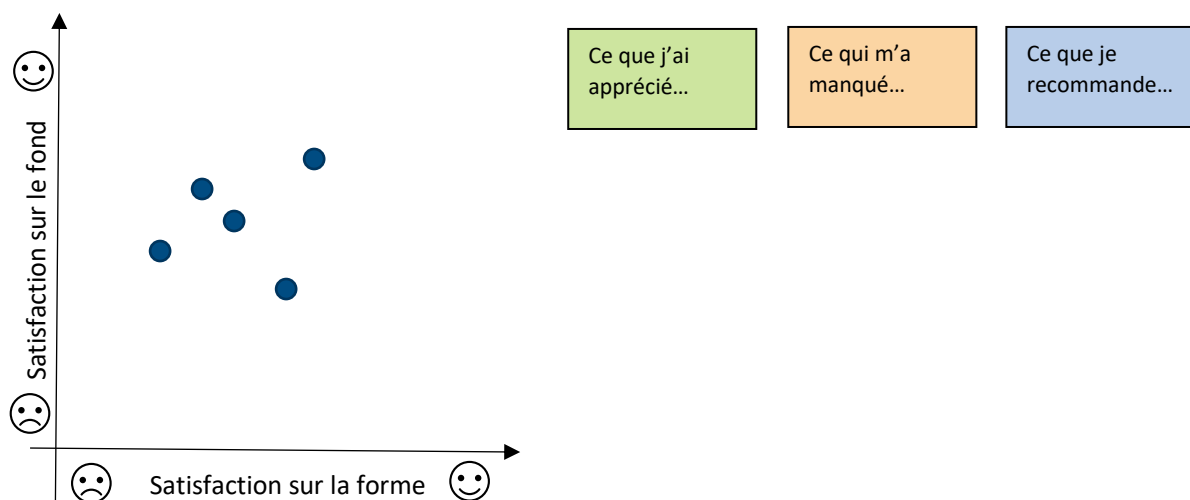 Satisfaction sur le fond
Satisfaction sur la forme
Ce que j’ai
apprécié…
Ce qui m’a
manqué…
Ce que je
recommande…